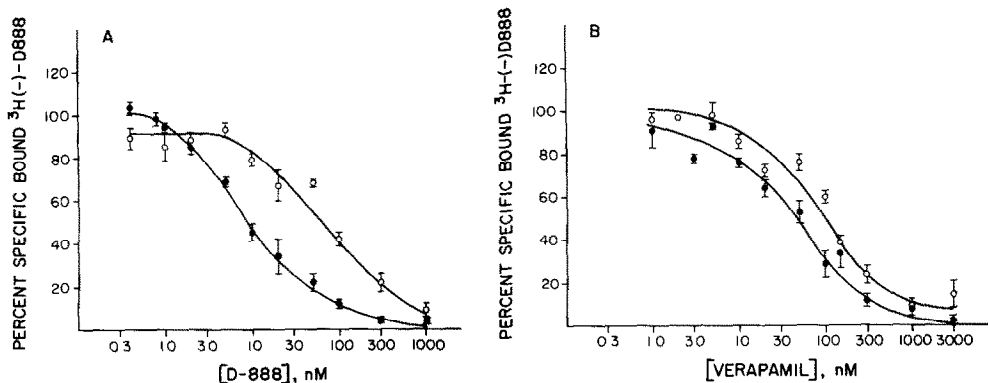 A
PERCENT SPECIFIC BOUND ³H(-)-D888
120
100
80
60
40
20
0.3 1.0 3.0 10 30 100 300 1000
[D-888], nM
B
PERCENT SPECIFIC BOUND ³H-(-)D888
120
100
80
60
40
20
0.3 1.0 3.0 10 30 100 300 1000 3000
[VERAPAMIL], nM